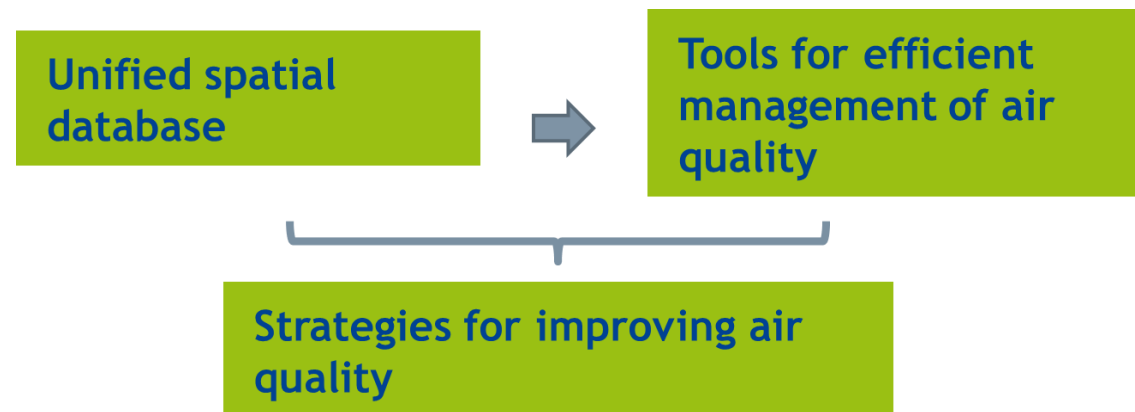 Unified spatial
database
Tools for efficient
management of air
quality
Strategies for improving air
quality